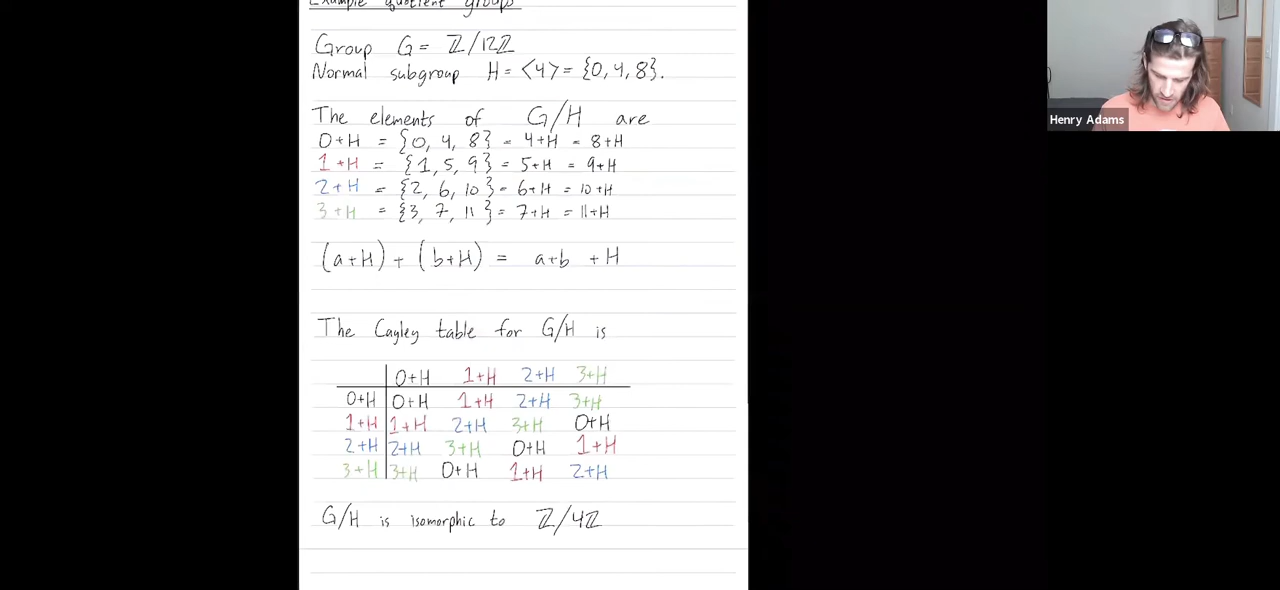 Example quotient groups
Group G = ℤ/12ℤ
Normal subgroup H = <4> = {0, 4, 8}.
The elements of G/H are
0+H = {0, 4, 8} = 4+H = 8+H
1+H = {1, 5, 9} = 5+H = 9+H
2+H = {2, 6, 10} = 6+H = 10+H
3+H = {3, 7, 11} = 7+H = 11+H
(a+H) + (b+H) = a+b + H
The Cayley table for G/H is
0+H 1+H 2+H 3+H
0+H 0+H 1+H 2+H 3+H
1+H 1+H 2+H 3+H 0+H
2+H 2+H 3+H 0+H 1+H
3+H 3+H 0+H 1+H 2+H
G/H is isomorphic to ℤ/4ℤ
Henry Adams